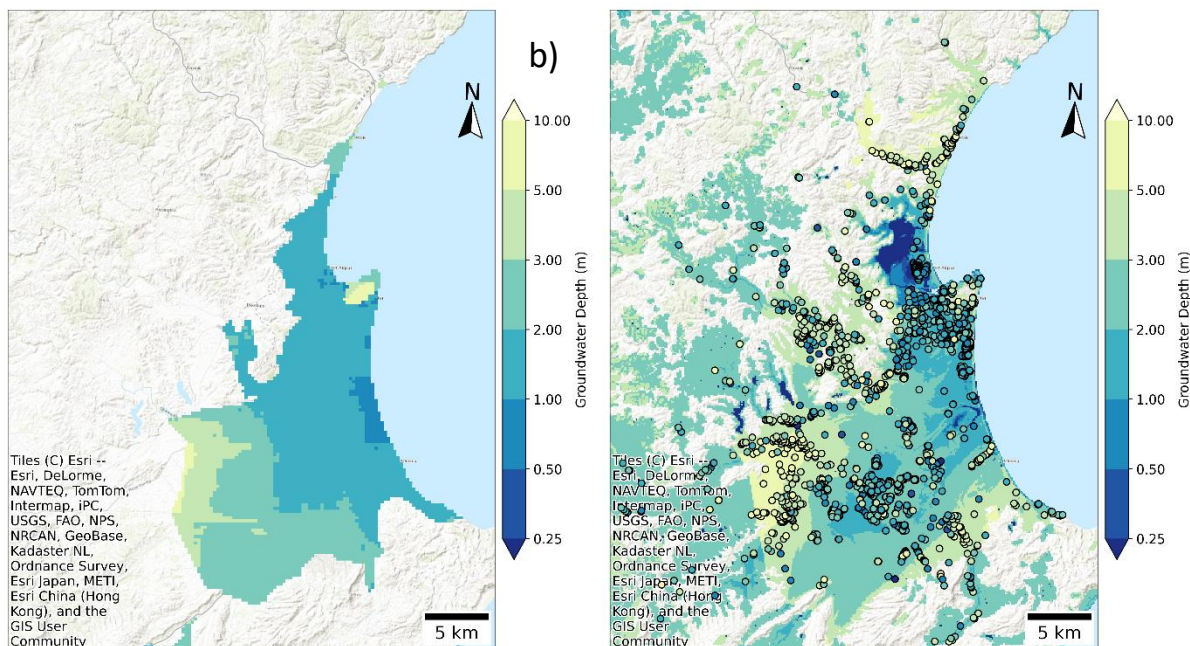 b)
N
10.00
5.00
3.00
2.00
1.00
0.50
0.25
Groundwater Depth (m)
Tiles (C) Esri --
Esri, DeLorme,
NAVTEQ, TomTom,
Intermap, iPC,
USGS, FAO, NPS,
NRCAN, GeoBase,
Kadaster NL,
Ordnance Survey,
Esri Japan, METI,
Esri China (Hong
Kong), and the
GIS User
Community
5 km
N
10.00
5.00
3.00
2.00
1.00
0.50
0.25
Groundwater Depth (m)
Tiles (C) Esri --
Esri, DeLorme,
NAVTEQ, TomTom,
Intermap, iPC,
USGS, FAO, NPS,
NRCAN, GeoBase,
Kadaster NL,
Ordnance Survey,
Esri Japan, METI,
Esri China (Hong
Kong), and the
GIS User
Community
5 km